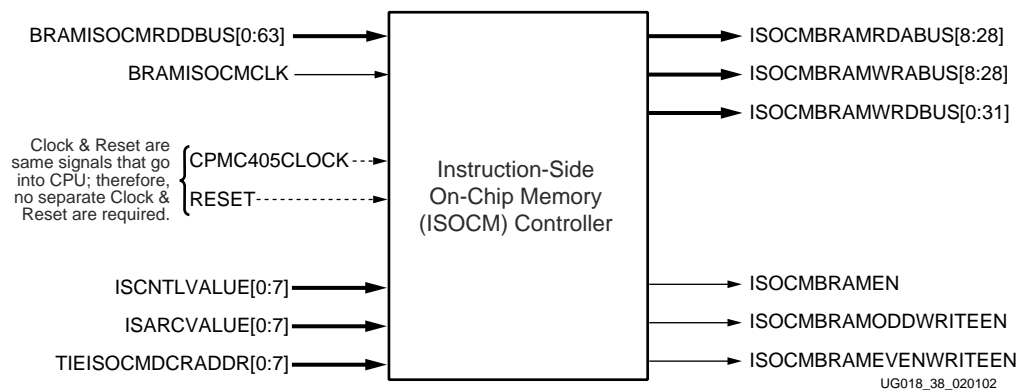 BRAMISOCMRDDBUS[0:63]
BRAMISOCMCLK
Clock & Reset are
same signals that go
into CPU; therefore,
no separate Clock &
Reset are required.
CPMC405CLOCK
RESET
ISCNTLVALUE[0:7]
ISARCVALUE[0:7]
TIEISOCMDCRADDR[0:7]
Instruction-Side
On-Chip Memory
(ISOCM) Controller
ISOCMBRAMRDABUS[8:28]
ISOCMBRAMWRABUS[8:28]
ISOCMBRAMWRDBUS[0:31]
ISOCMBRAMEN
ISOCMBRAMODDWRITEEN
ISOCMBRAMEVENWRITEEN
UG018_38_020102